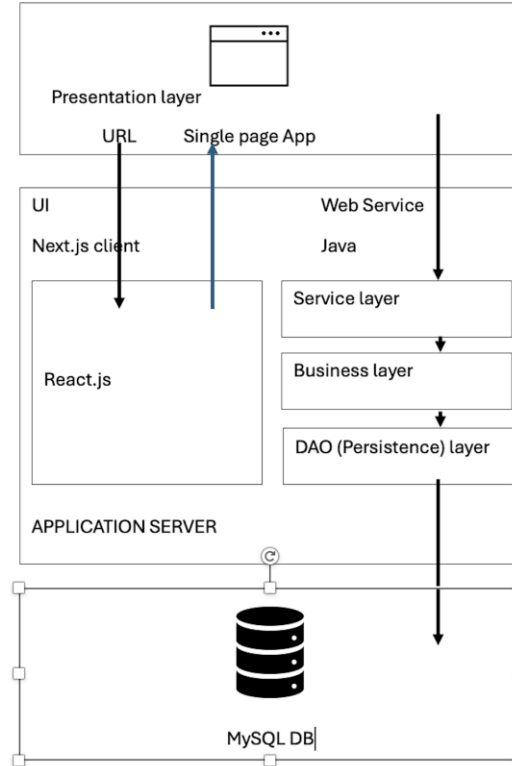 Presentation layer
URL
Single page App
UI
Web Service
Next.js client
Java
Service layer
React.js
Business layer
DAO (Persistence) layer
APPLICATION SERVER
MySQL DB